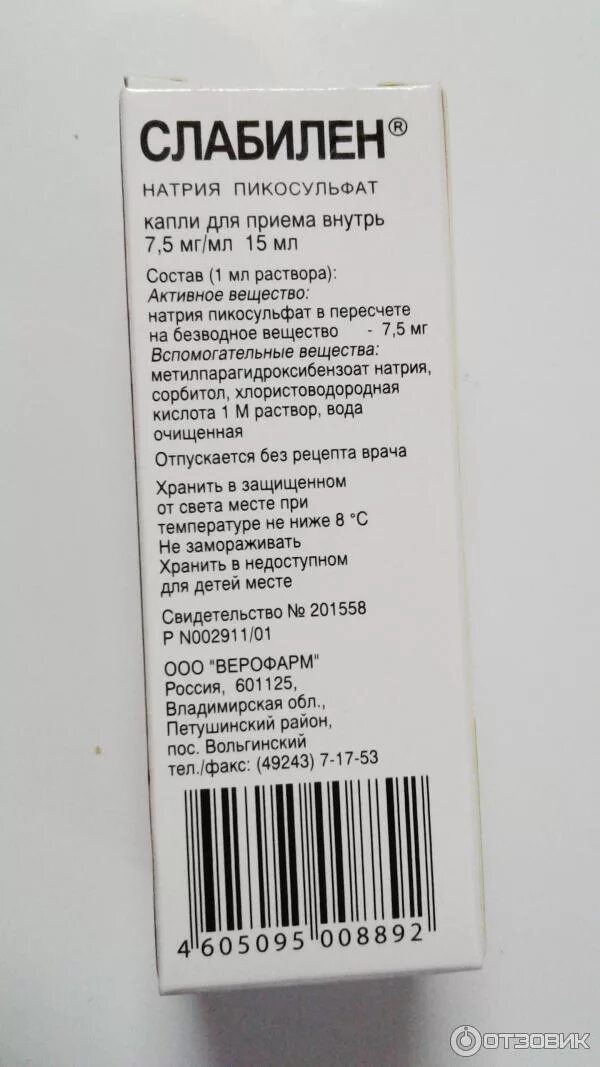 СЛАБИЛЕН®
НАТРИЯ ПИКОСУЛЬФАТ
капли для приема внутрь
7,5 мг/мл 15 мл
Состав (1 мл раствора):
Активное вещество:
натрия пикосульфат в пересчете
на безводное вещество - 7,5 мг
Вспомогательные вещества:
метилпарагидроксибензоат натрия,
сорбитол, хлористоводородная
кислота 1 М раствор, вода
очищенная
Отпускается без рецепта врача
Хранить в защищенном
от света месте при
температуре не ниже 8 °С
Не замораживать
Хранить в недоступном
для детей месте
Свидетельство № 201558
Р N002911/01
ООО "ВЕРОФАРМ"
Россия, 601125,
Владимирская обл.,
Петушинский район,
пос. Вольгинский
тел./факс: (49243) 7-17-53
4 605095 008892
ОТЗОВИК